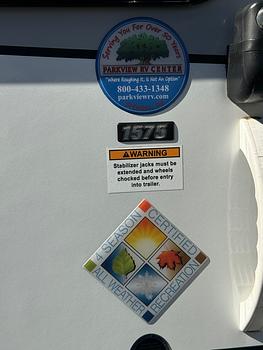 Serving You For Over 50 Years
PARKVIEW RV CENTER
"Where Roughing It, Is Not An Option"
800-433-1348
parkviewrv.com
1575
WARNING
Stabilizer jacks must be
extended and wheels
chocked before entry
into trailer.
4 SEASON
CERTIFIED
ALL WEATHER
RECREATION